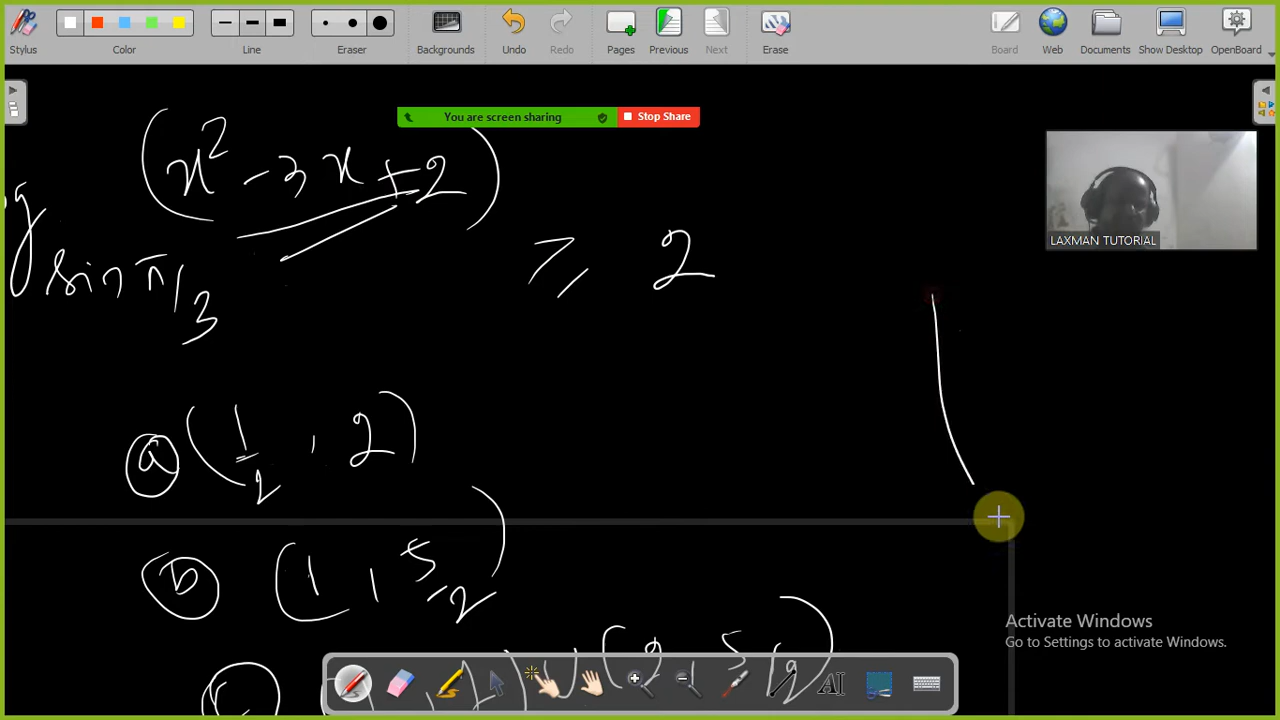 Stylus Color Line Eraser Backgrounds Undo Redo Pages Previous Next Erase Board Web Documents Show Desktop OpenBoard
You are screen sharing Stop Share
(x² - 3x + 2)
sin π/3 ≥ 2
LAXMAN TUTORIAL
(a) (1/2, 2)
(b) (1, 5/2)
Activate Windows
Go to Settings to activate Windows.